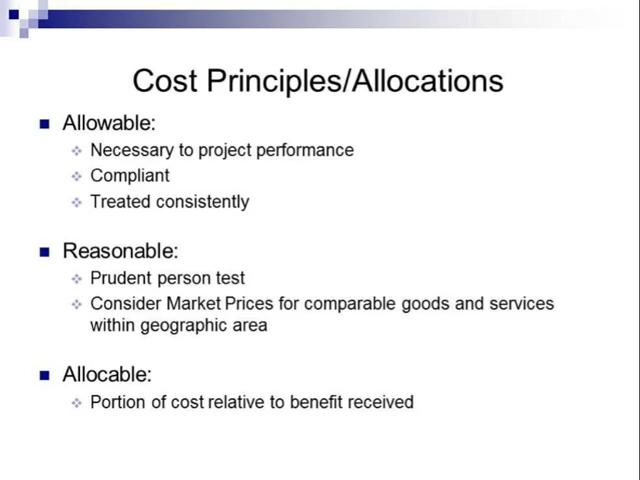 Cost Principles/Allocations
Allowable:
Necessary to project performance
Compliant
Treated consistently
Reasonable:
Prudent person test
Consider Market Prices for comparable goods and services
within geographic area
Allocable:
Portion of cost relative to benefit received